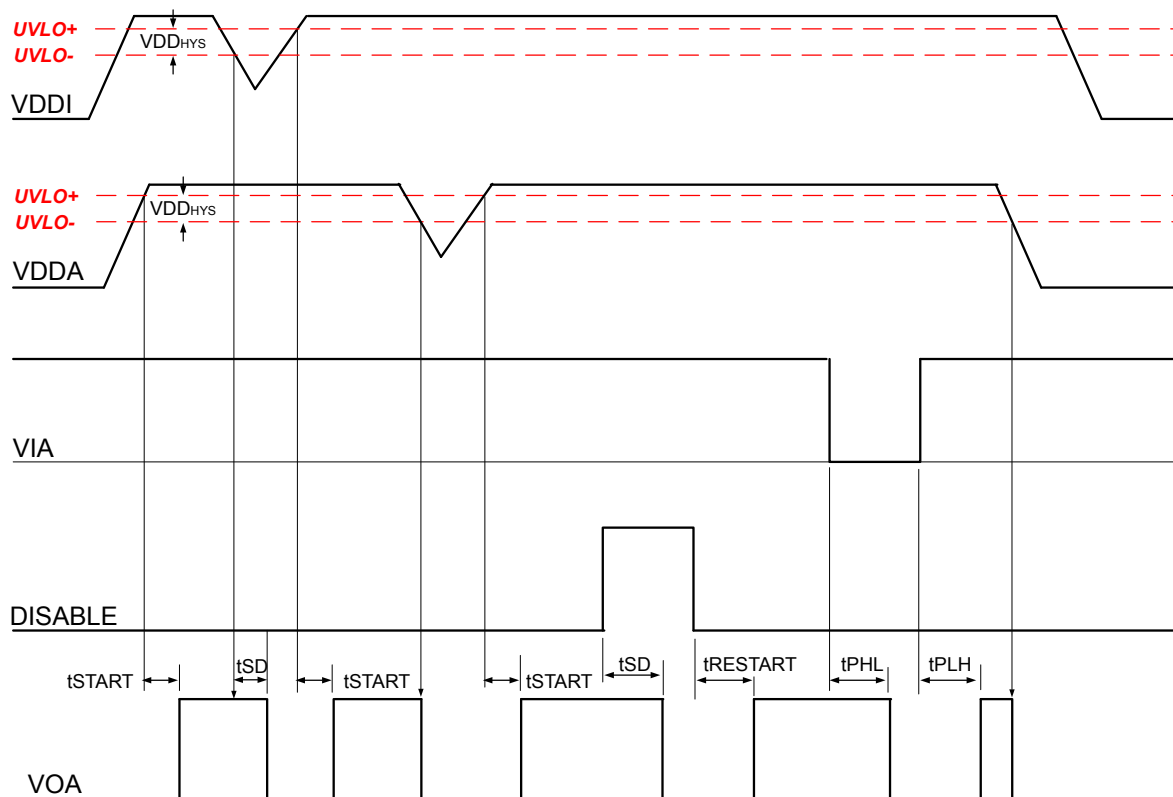 UVLO+
VDDHYS
UVLO-
VDDI
UVLO+
VDDHYS
UVLO-
VDDA
VIA
DISABLE
tSTART
tSD
tSTART
tSTART
tSD
tRESTART
tPHL
tPLH
VOA